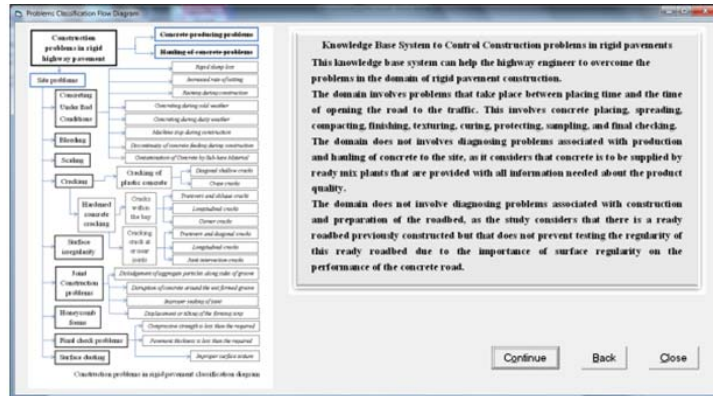 Problems Classification Flow Diagram
Construction
problems in rigid
highway pavement
Concrete producing problems
Hauling of concrete problems
Site problems
Concreting
Under Bad
Conditions
Rapid slump loss
Increased rate of setting
Raining during construction
Concreting during cold weather
Concreting during dusty weather
Machine stop during construction
Discontinuity of concrete feeding during construction
Contamination of Concrete by Sub-base Material
Bleeding
Scaling
Cracking
Cracking of
plastic concrete
Diagonal shallow cracks
Craze cracks
Hardened
concrete
cracking
Cracks
within
the bay
Transvers and oblique cracks
Longitudinal cracks
Corner cracks
Cracking
crack at
or near
joints
Transvers and diagonal cracks
Longitudinal cracks
Joint intersection cracks
Surface
irregularity
Joint
Construction
problems
Dislodgement of aggregate particles along sides of groove
Disruption of concrete around the wet formed groove
Improper sealing of joint
Displacement or tilting of the forming strip
Honeycomb
forms
Final check problems
Compressive strength is less than the required
Pavement thickness is less than the required
Surface dusting
Improper surface texture
Construction problems in rigid pavement classification diagram
Knowledge Base System to Control Construction problems in rigid pavements
This knowledge base system can help the highway engineer to overcome the
problems in the domain of rigid pavement construction.
The domain involves problems that take place between placing time and the time
of opening the road to the traffic. This involves concrete placing, spreading,
compacting, finishing, texturing, curing, protecting, sampling, and final checking.
The domain does not involves diagnosing problems associated with production
and hauling of concrete to the site, as it considers that concrete is to be supplied by
ready mix plants that are provided with all information needed about the product
quality.
The domain does not involve diagnosing problems associated with construction
and preparation of the roadbed, as the study considers that there is a ready
roadbed previously constructed but that does not prevent testing the regularity of
this ready roadbed due to the importance of surface regularity on the
performance of the concrete road.
Continue
Back
Close